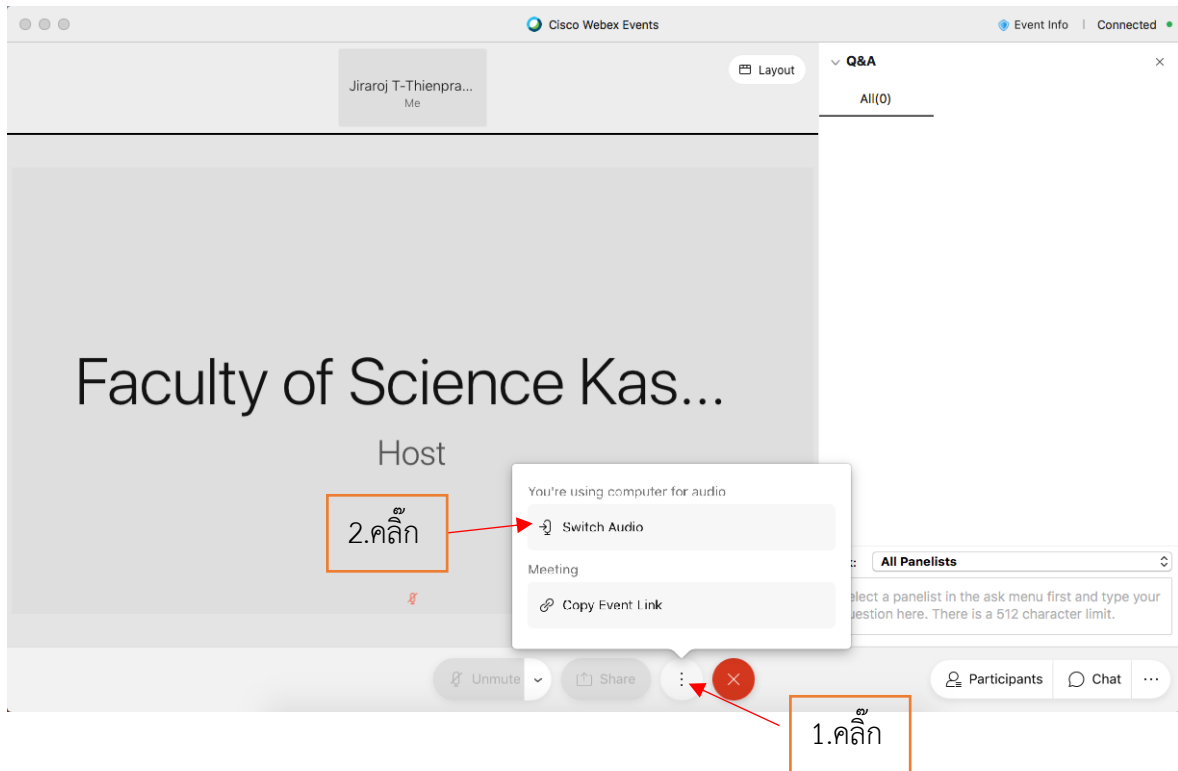 Cisco Webex Events
Event Info
Connected
Jiraroj T-Thienpra...
Me
Layout
Q&A
All(0)
Faculty of Science Kas...
Host
You're using computer for audio
Switch Audio
2.คลิ๊ก
Meeting
Copy Event Link
All Panelists
a panelist in the ask menu first and type your
here. There is a 512 character limit.
Unmute
Share
Participants
Chat
1.คลิ๊ก